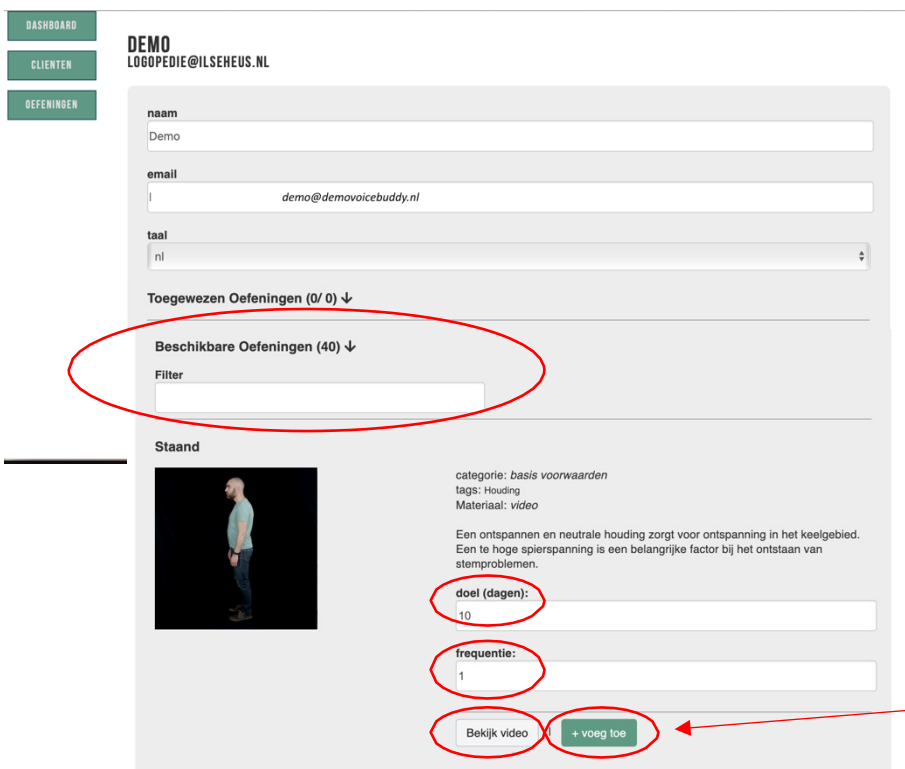 DASHBOARD
CLIENTEN
OEFENINGEN
DEMO
LOGOPEDIE@ILSEHEUS.NL
naam
Demo
email
l demo@demovoicebuddy.nl
taal
nl
Toegewezen Oefeningen (0/ 0) ↓
Beschikbare Oefeningen (40) ↓
Filter
Staand
categorie: basis voorwaarden
tags: Houding
Materiaal: video
Een ontspannen en neutrale houding zorgt voor ontspanning in het keelgebied.
Een te hoge spierspanning is een belangrijke factor bij het ontstaan van
stemproblemen.
doel (dagen):
10
frequentie:
1
Bekijk video | + voeg toe